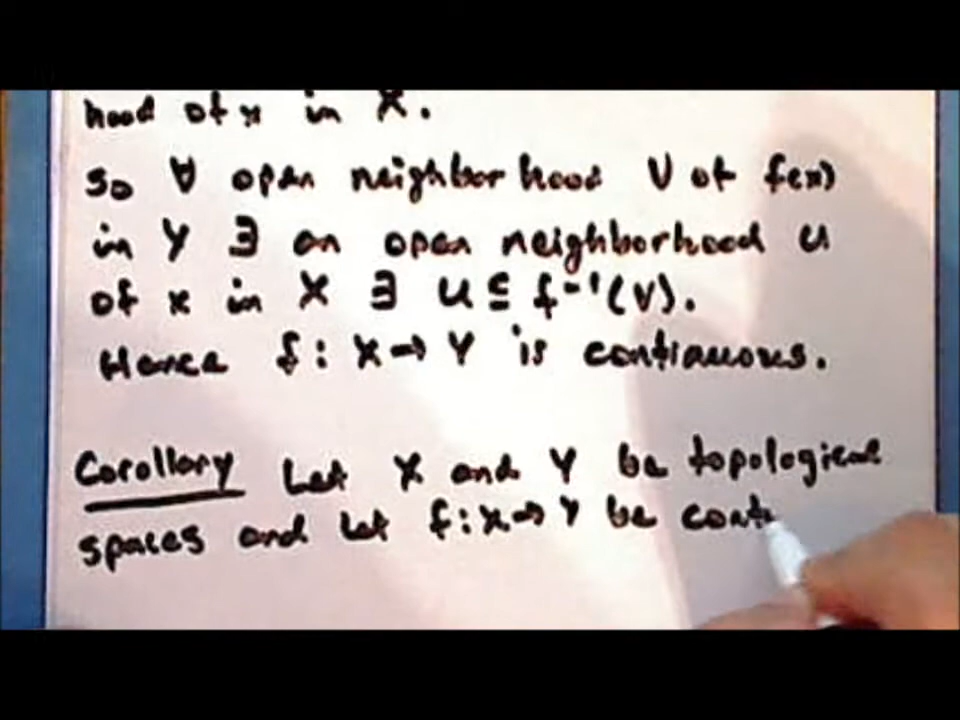 hood of x in X.
So ∀ open neighborhood V of f(x)
in Y ∃ an open neighborhood U
of x in X ∋ U ⊆ f⁻¹(V).
Hence f: X → Y is continuous.
Corollary Let X and Y be topological
spaces and let f: X → Y be conti